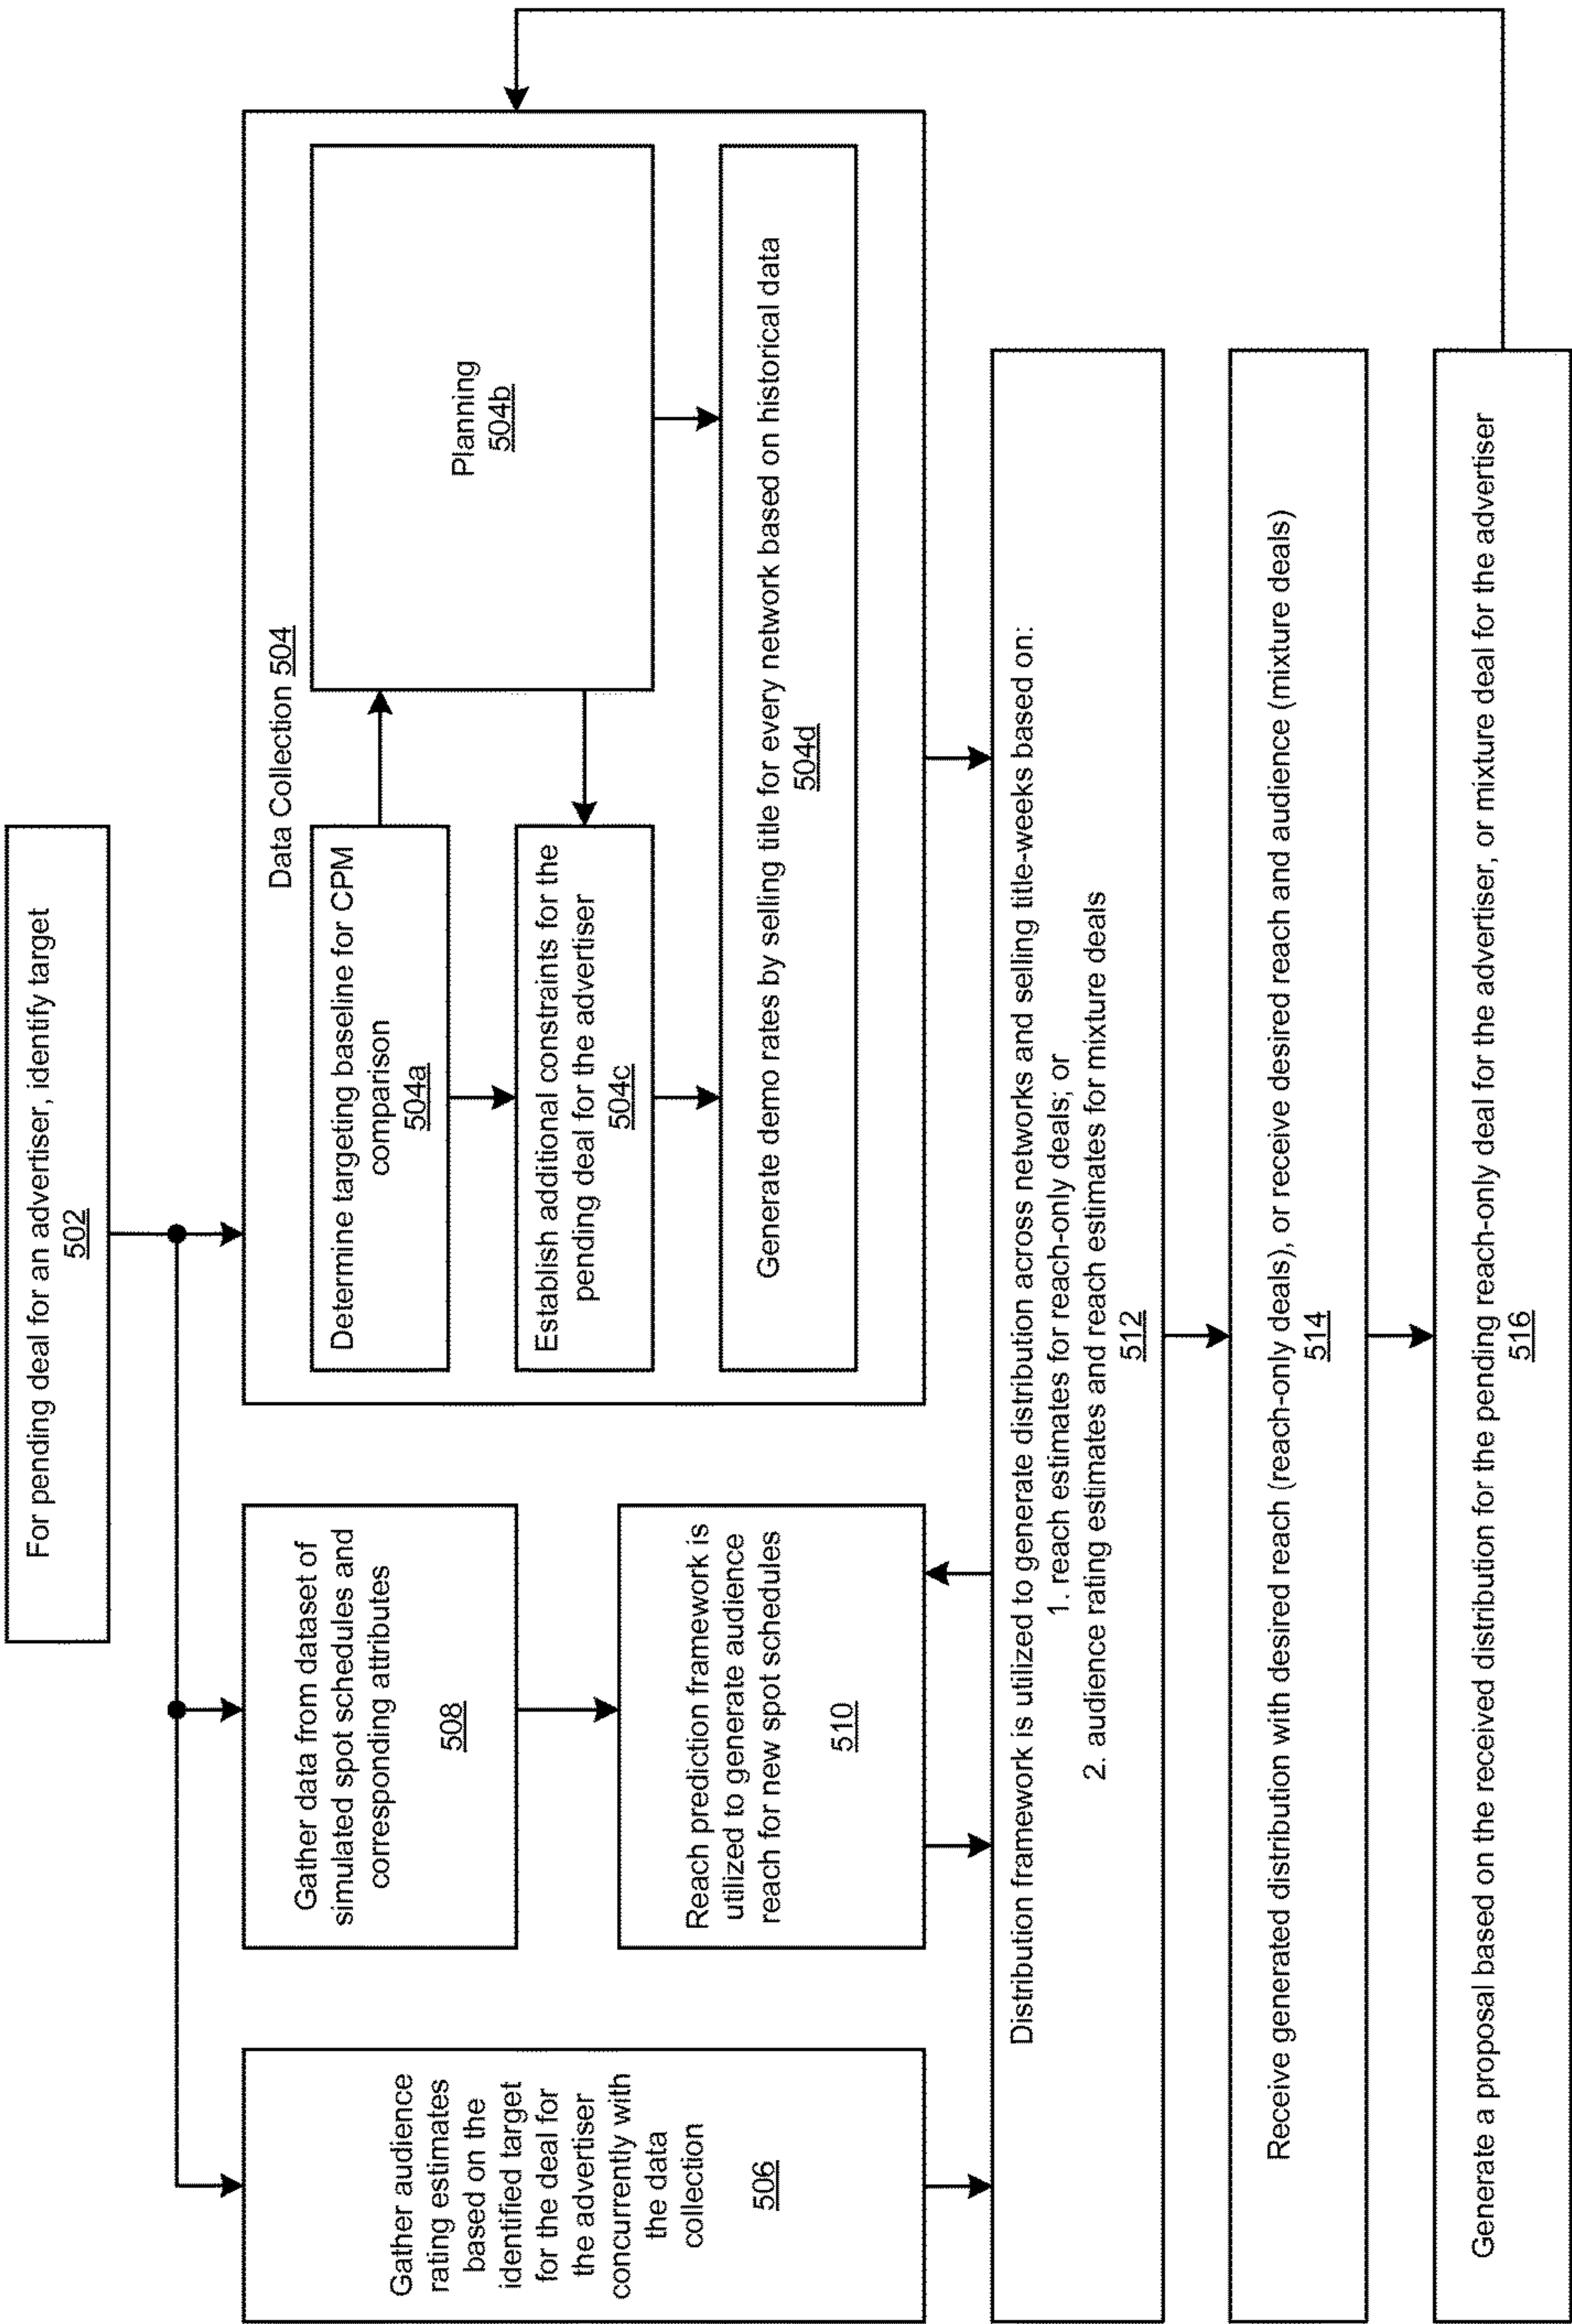 For pending deal for an advertiser, identify target
502
Gather audience
rating estimates
based on the
identified target
for the deal for
the advertiser
concurrently with
the data
collection
506
Gather data from dataset of
simulated spot schedules and
corresponding attributes
508
Reach prediction framework is
utilized to generate audience
reach for new spot schedules
510
Data Collection 504
Determine targeting baseline for CPM
comparison
504a
Planning
504b
Establish additional constraints for the
pending deal for the advertiser
504c
Generate demo rates by selling title for every network based on historical data
504d
Distribution framework is utilized to generate distribution across networks and selling title-weeks based on:
1. reach estimates for reach-only deals; or
2. audience rating estimates and reach estimates for mixture deals
512
Receive generated distribution with desired reach (reach-only deals), or receive desired reach and audience (mixture deals)
514
Generate a proposal based on the received distribution for the pending reach-only deal for the advertiser, or mixture deal for the advertiser
516